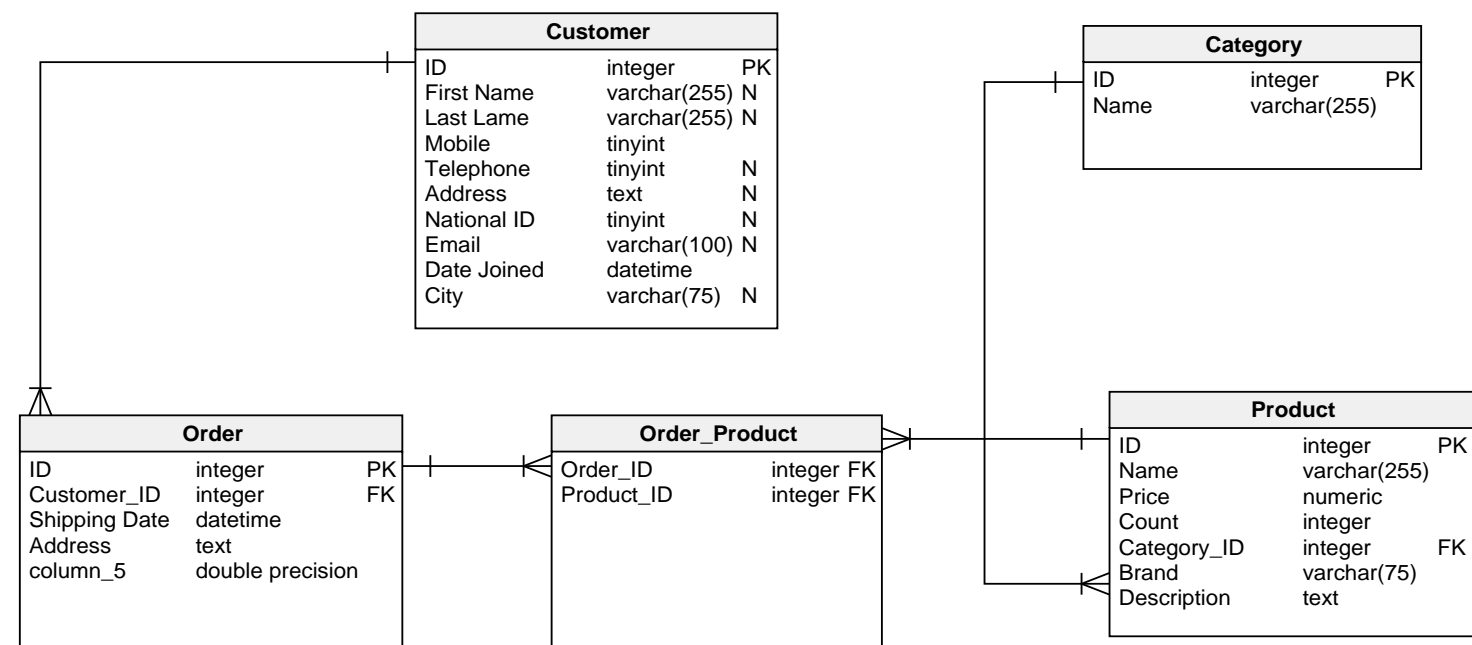 Customer
ID integer PK
First Name varchar(255) N
Last Lame varchar(255) N
Mobile tinyint
Telephone tinyint N
Address text N
National ID tinyint N
Email varchar(100) N
Date Joined datetime
City varchar(75) N
Category
ID integer PK
Name varchar(255)
Order
ID integer PK
Customer_ID integer FK
Shipping Date datetime
Address text
column_5 double precision
Order_Product
Order_ID integer FK
Product_ID integer FK
Product
ID integer PK
Name varchar(255)
Price numeric
Count integer
Category_ID integer FK
Brand varchar(75)
Description text